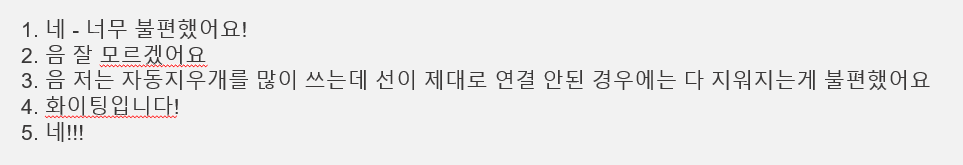 1. 네 - 너무 불편했어요!
2. 음 잘 모르겠어요
3. 음 저는 자동지우개를 많이 쓰는데 선이 제대로 연결 안된 경우에는 다 지워지는게 불편했어요
4. 화이팅입니다!
5. 네!!!